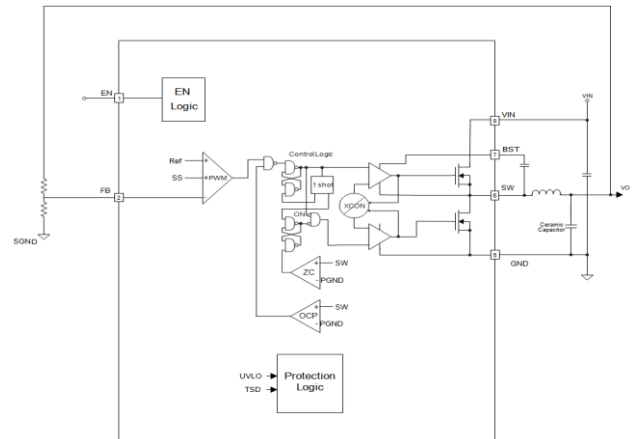 EN
1
EN
Logic
VIN
8
VIN
Control Logic
BST
7
Ref
SS
PWM
1 shot
FB
2
SW
6
VO
XCON
ON
Ceramic
Capacitor
SGND
SW
ZC
PGND
5
GND
SW
OCP
PGND
UVLO
TSD
Protection
Logic